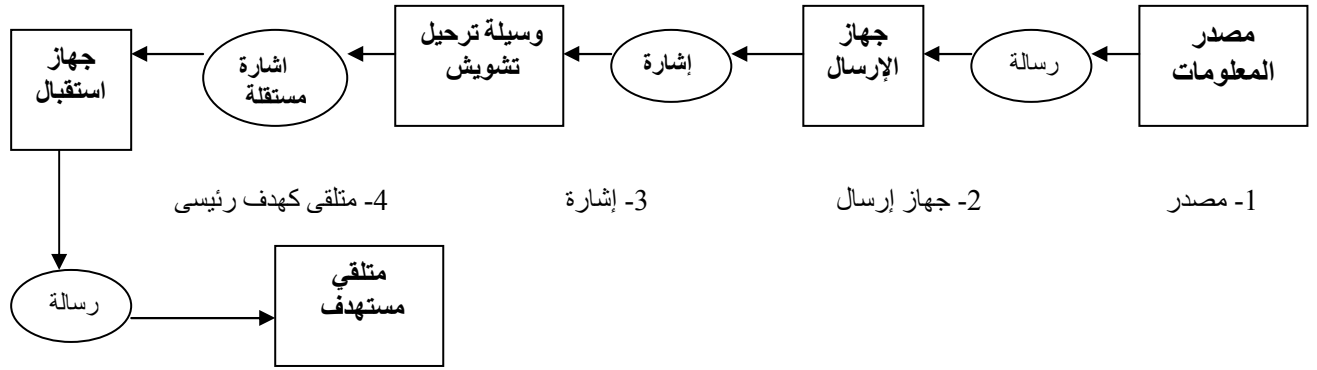 مصدر
المعلومات
رسالة
جهاز
الإرسال
إشارة
وسيلة ترحيل
تشويش
اشارة
مستقلة
جهاز
استقبال
1- مصدر
2- جهاز إرسال
3- إشارة
4- متلقى كهدف رئيسى
رسالة
متلقي
مستهدف